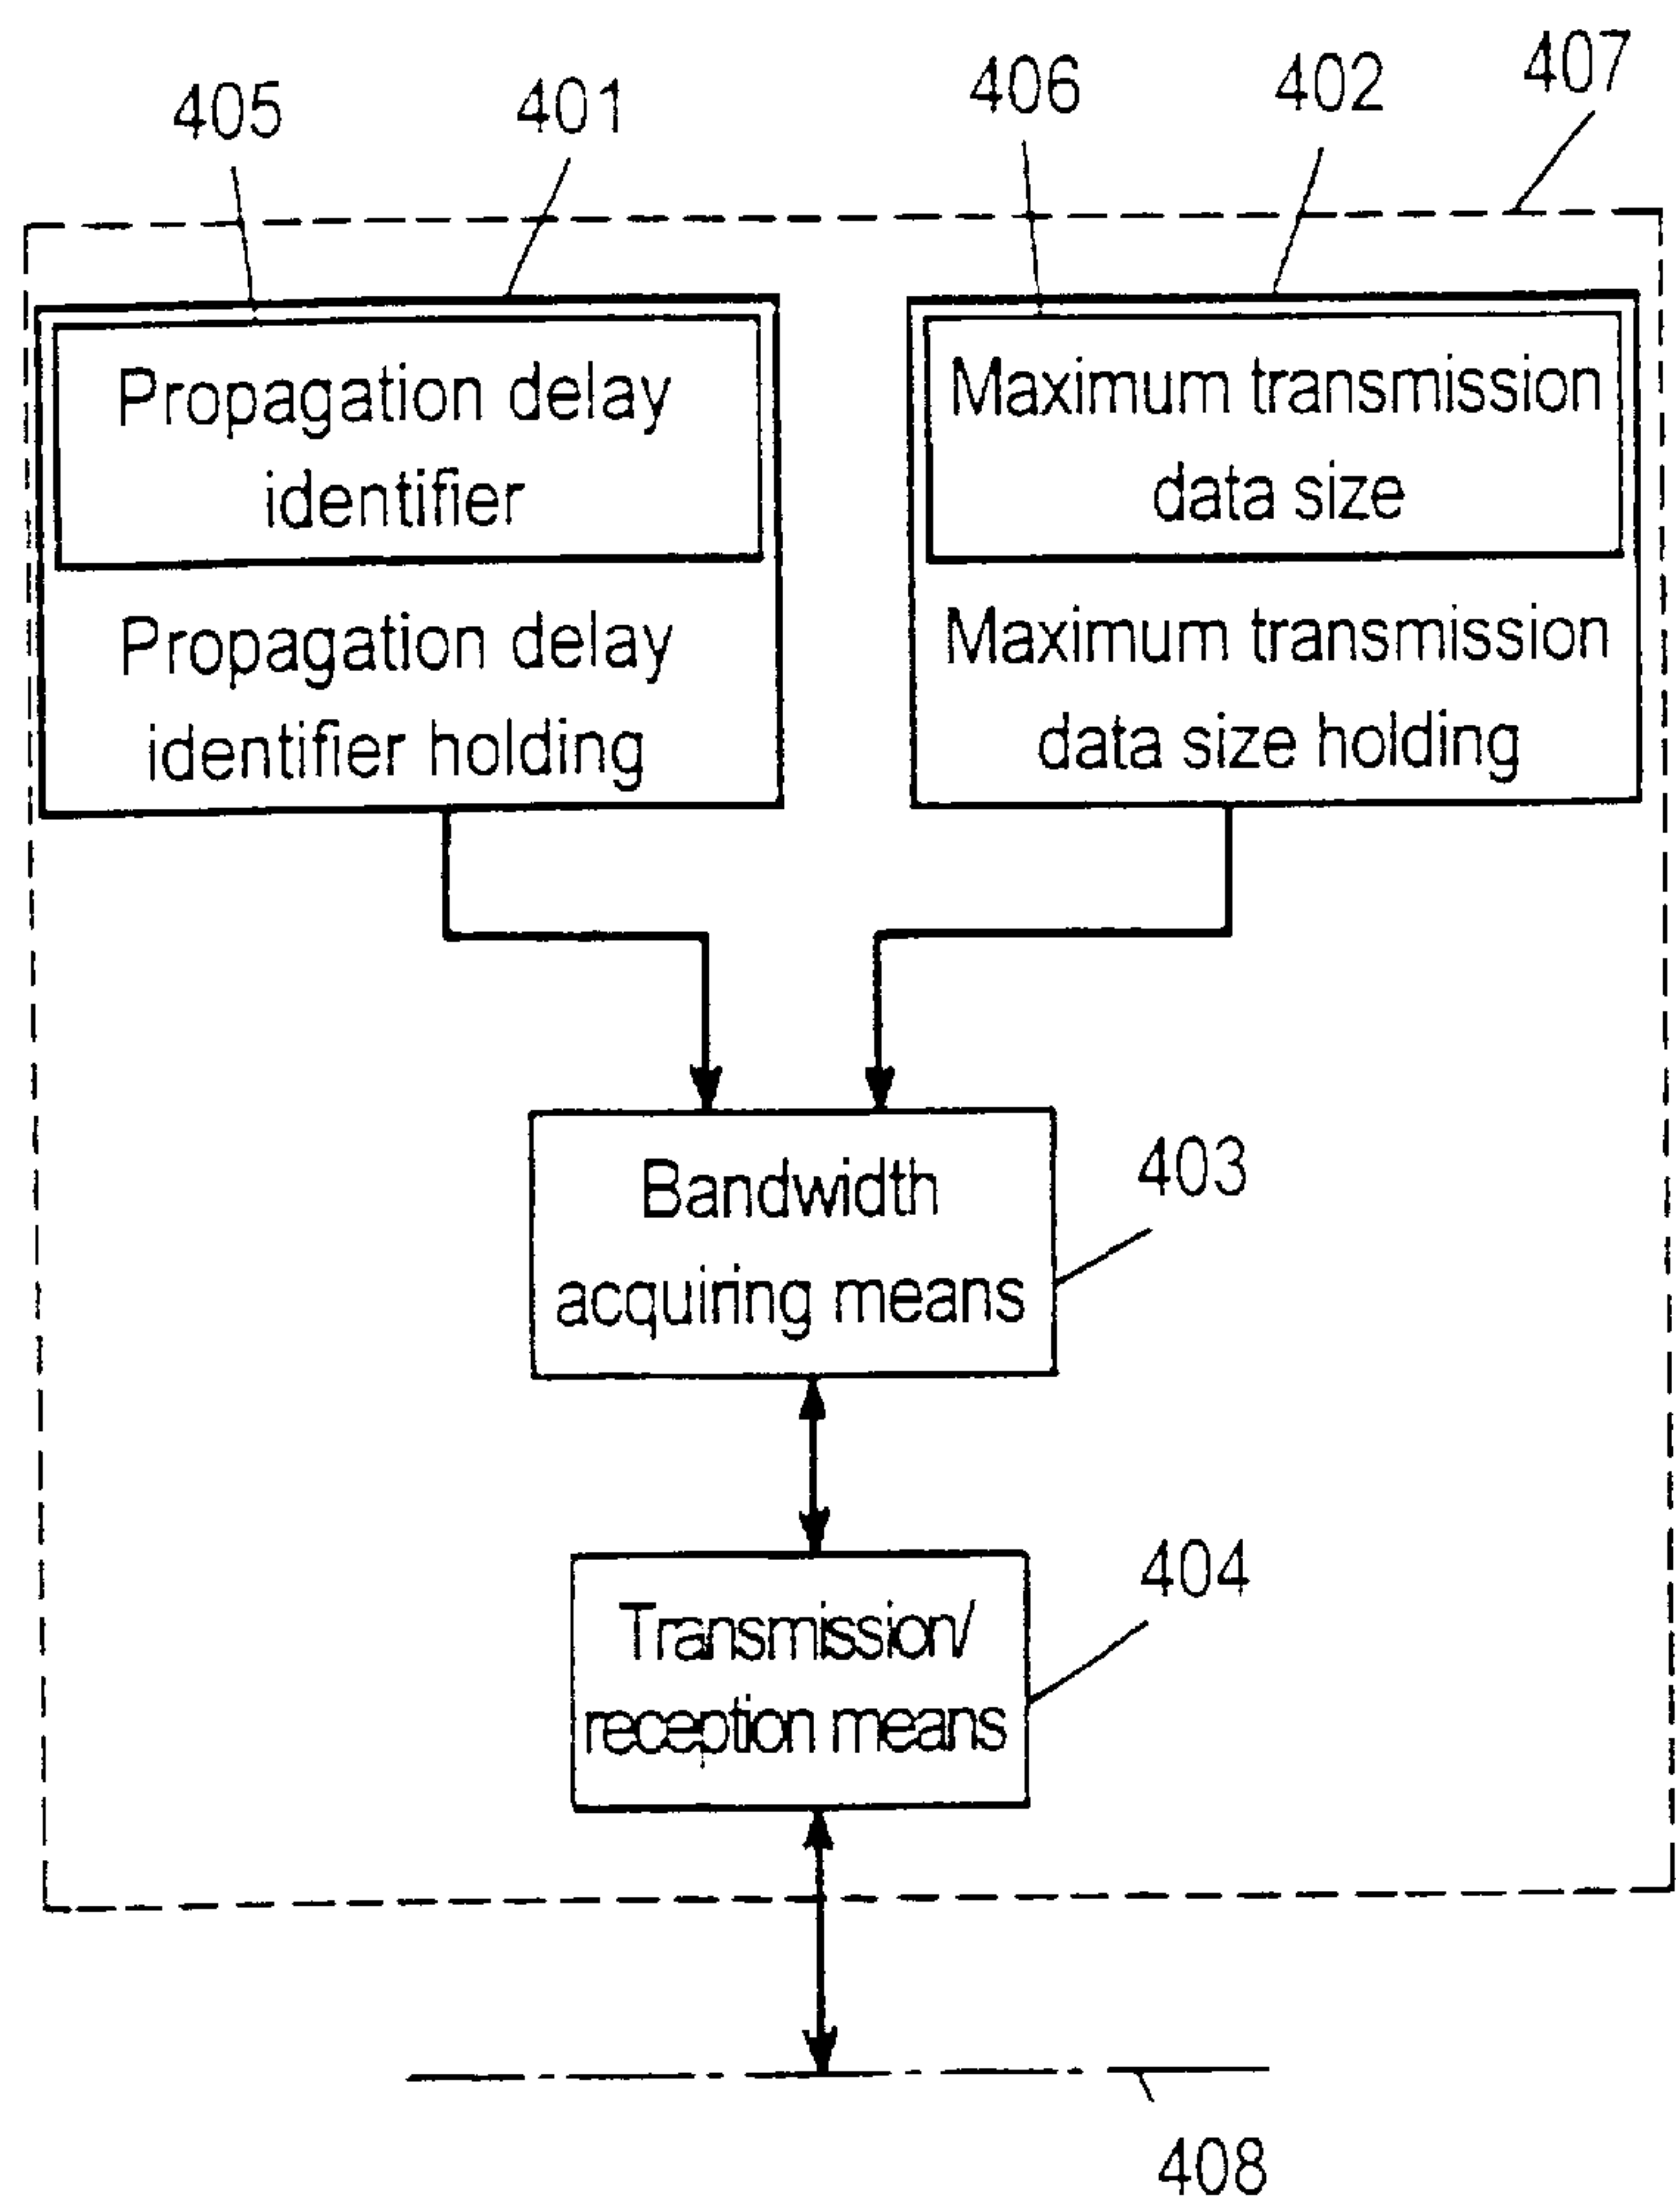 405
401
406
402
407
Propagation delay
identifier
Propagation delay
identifier holding
Maximum transmission
data size
Maximum transmission
data size holding
Bandwidth
acquiring means
403
Transmission/
reception means
404
408